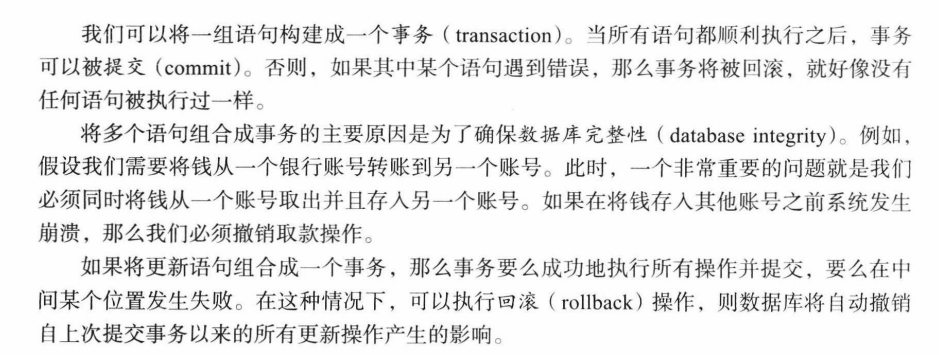 我们可以将一组语句构建成一个事务（transaction）。当所有语句都顺利执行之后，事务
可以被提交（commit）。否则，如果其中某个语句遇到错误，那么事务将被回滚，就好像没有
任何语句被执行过一样。
将多个语句组合成事务的主要原因是为了确保数据库完整性（database integrity）。例如，
假设我们需要将钱从一个银行账号转账到另一个账号。此时，一个非常重要的问题就是我们
必须同时将钱从一个账号取出并且存入另一个账号。如果在将钱存入其他账号之前系统发生
崩溃，那么我们必须撤销取款操作。
如果将更新语句组合成一个事务，那么事务要么成功地执行所有操作并提交，要么在中
间某个位置发生失败。在这种情况下，可以执行回滚（rollback）操作，则数据库将自动撤销
自上次提交事务以来的所有更新操作产生的影响。